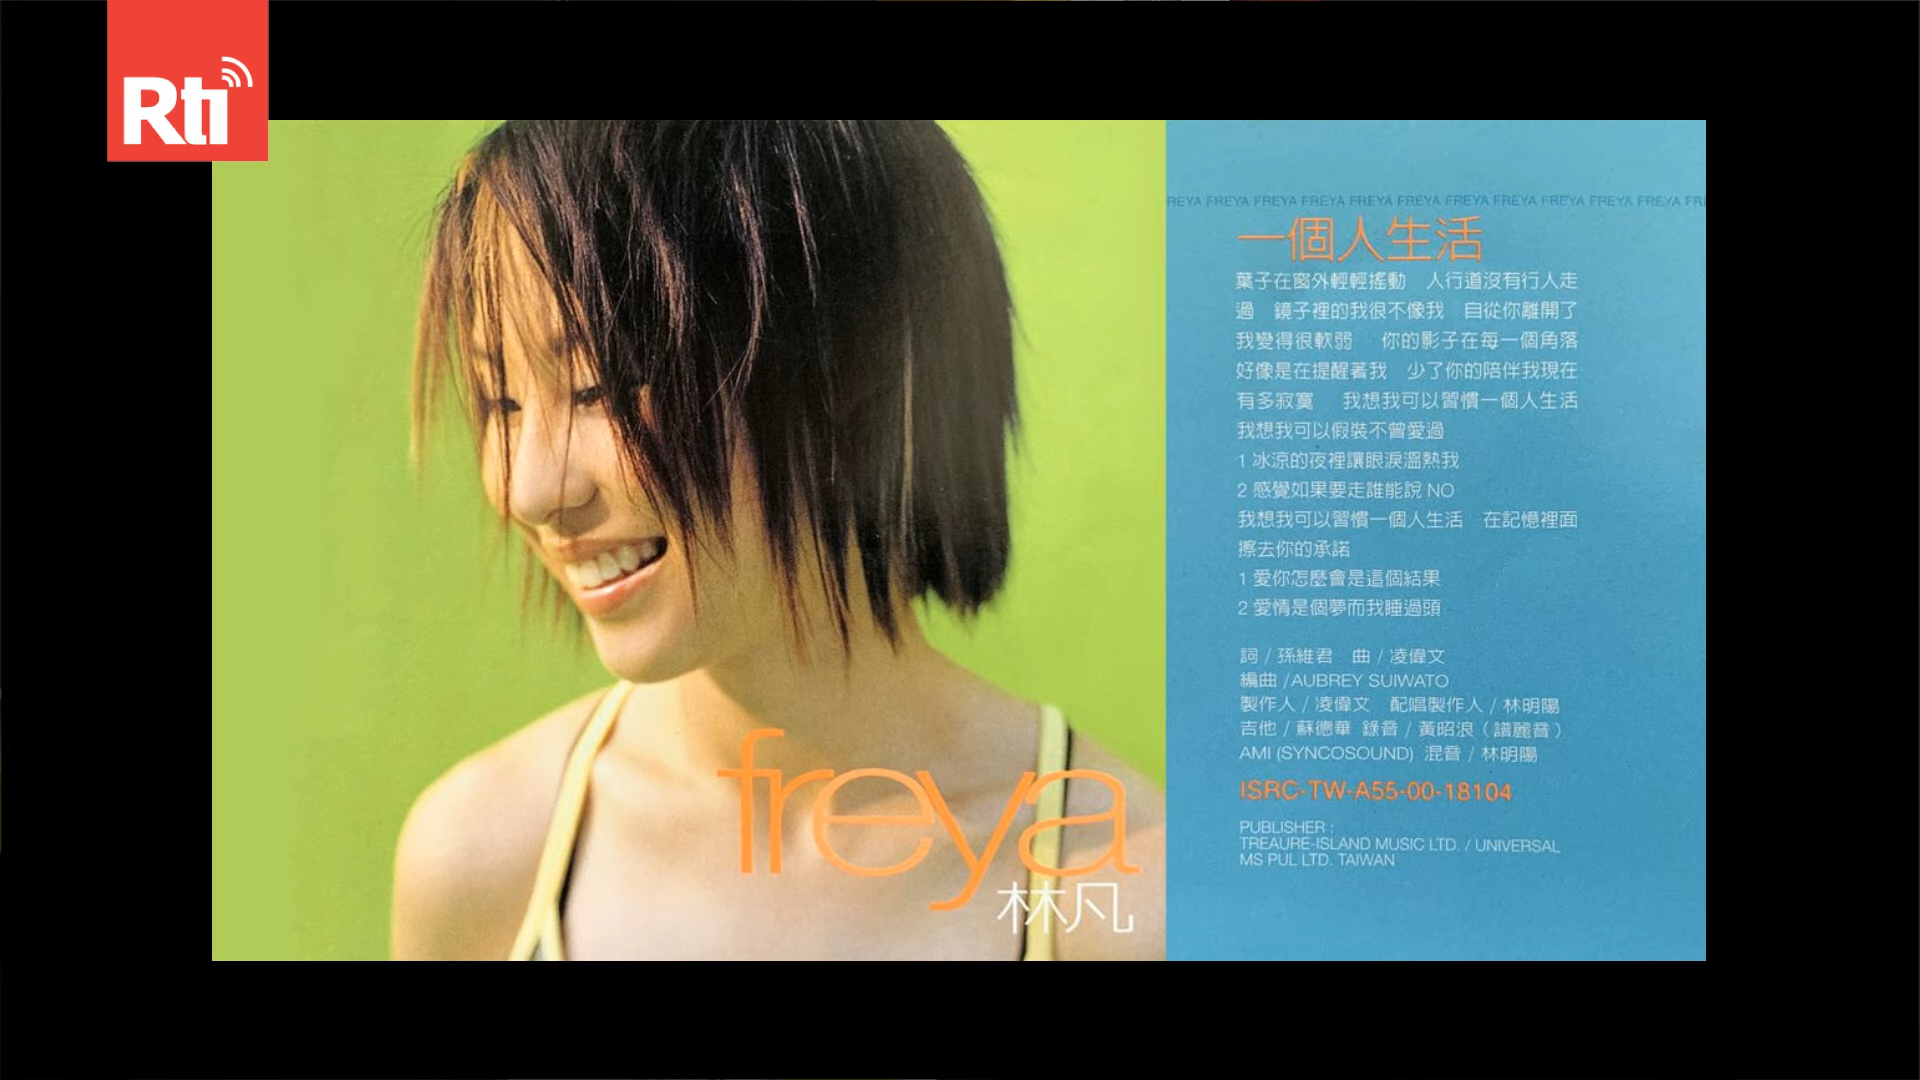 Rti
freya
林凡
REYA FREYA FREYA FREYA FREYA FREYA FREYA FREYA FREYA FREYA FREYA FR
一個人生活
葉子在窗外輕輕搖動　人行道沒有行人走
過　鏡子裡的我很不像我　自從你離開了
我變得很軟弱　你的影子在每一個角落
好像是在提醒著我　少了你的陪伴我現在
有多寂寞　我想我可以習慣一個人生活
我想我可以假裝不曾愛過
1 冰涼的夜裡讓眼淚溫熱我
2 感覺如果要走誰能說 NO
我想我可以習慣一個人生活　在記憶裡面
擦去你的承諾
1 愛你怎麼會是這個結果
2 愛情是個夢而我睡過頭
詞 / 孫維君　曲 / 凌偉文
編曲 /AUBREY SUIWATO
製作人 / 凌偉文　配唱製作人 / 林明陽
吉他 / 蘇德華 錄音 / 黃昭浪（譜麗音）
AMI (SYNCOSOUND) 混音 / 林明陽
ISRC-TW-A55-00-18104
PUBLISHER :
TREAURE-ISLAND MUSIC LTD. / UNIVERSAL
MS PUL LTD. TAIWAN